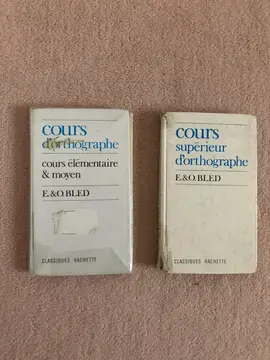 cours
d'orthographe
cours élémentaire
& moyen
E.&O.BLED
CLASSIQUES HACHETTE
cours
supérieur
d'orthographe
E.&O.BLED
CLASSIQUES HACHETTE